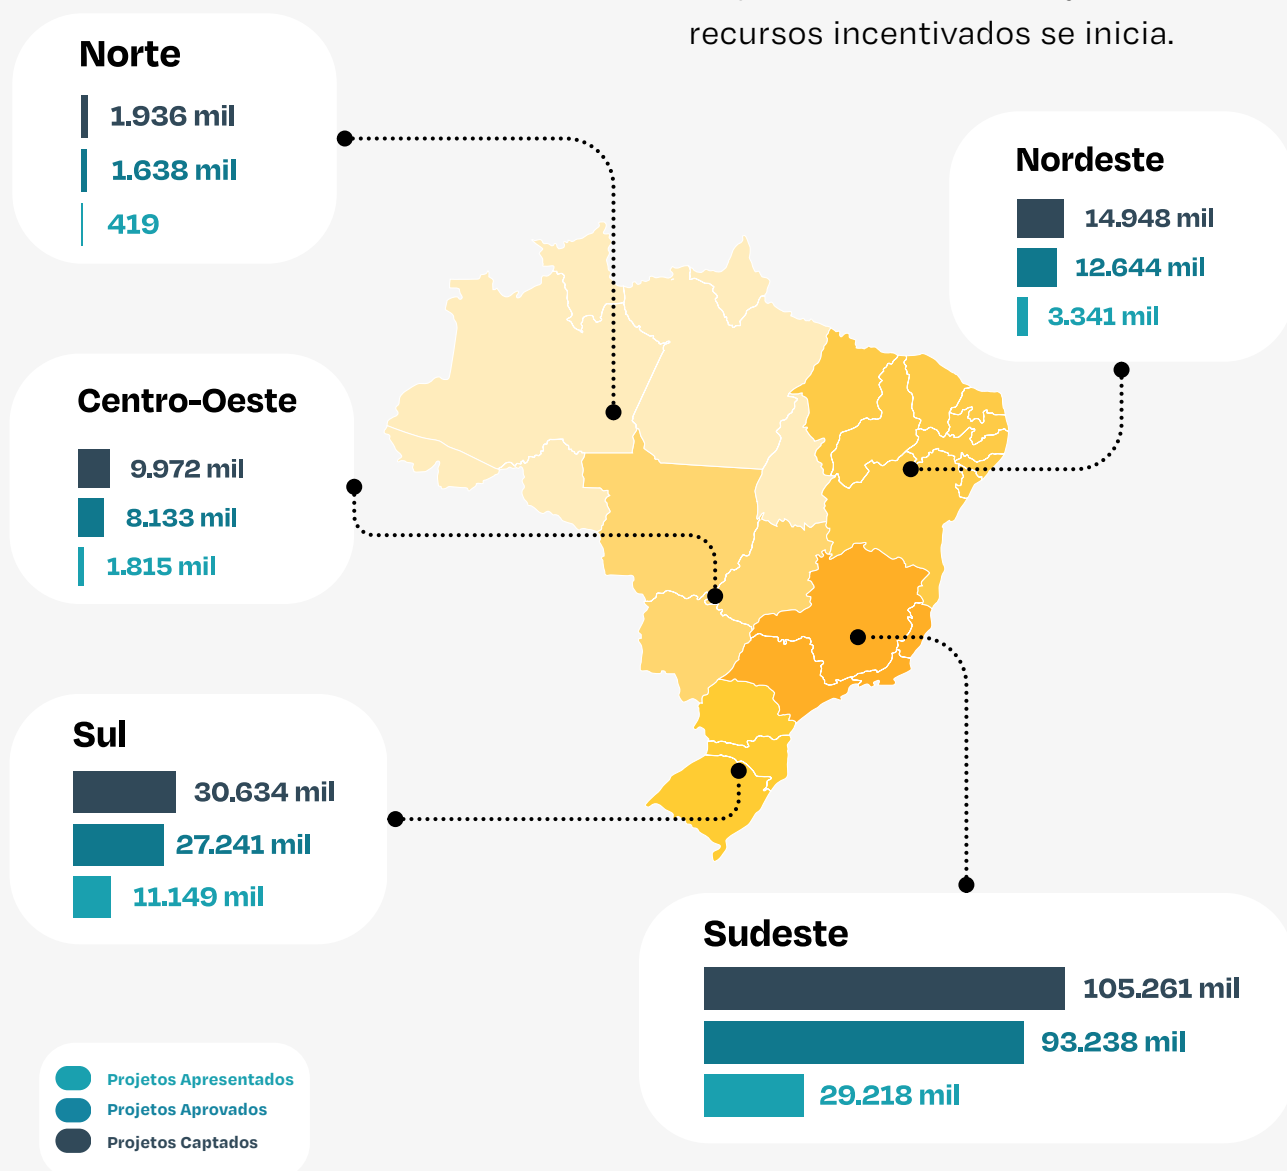 recursos incentivados se inicia.
Norte
1.936 mil
1.638 mil
419
Nordeste
14.948 mil
12.644 mil
3.341 mil
Centro-Oeste
9.972 mil
8.133 mil
1.815 mil
Sul
30.634 mil
27.241 mil
11.149 mil
Sudeste
105.261 mil
93.238 mil
29.218 mil
Projetos Apresentados
Projetos Aprovados
Projetos Captados